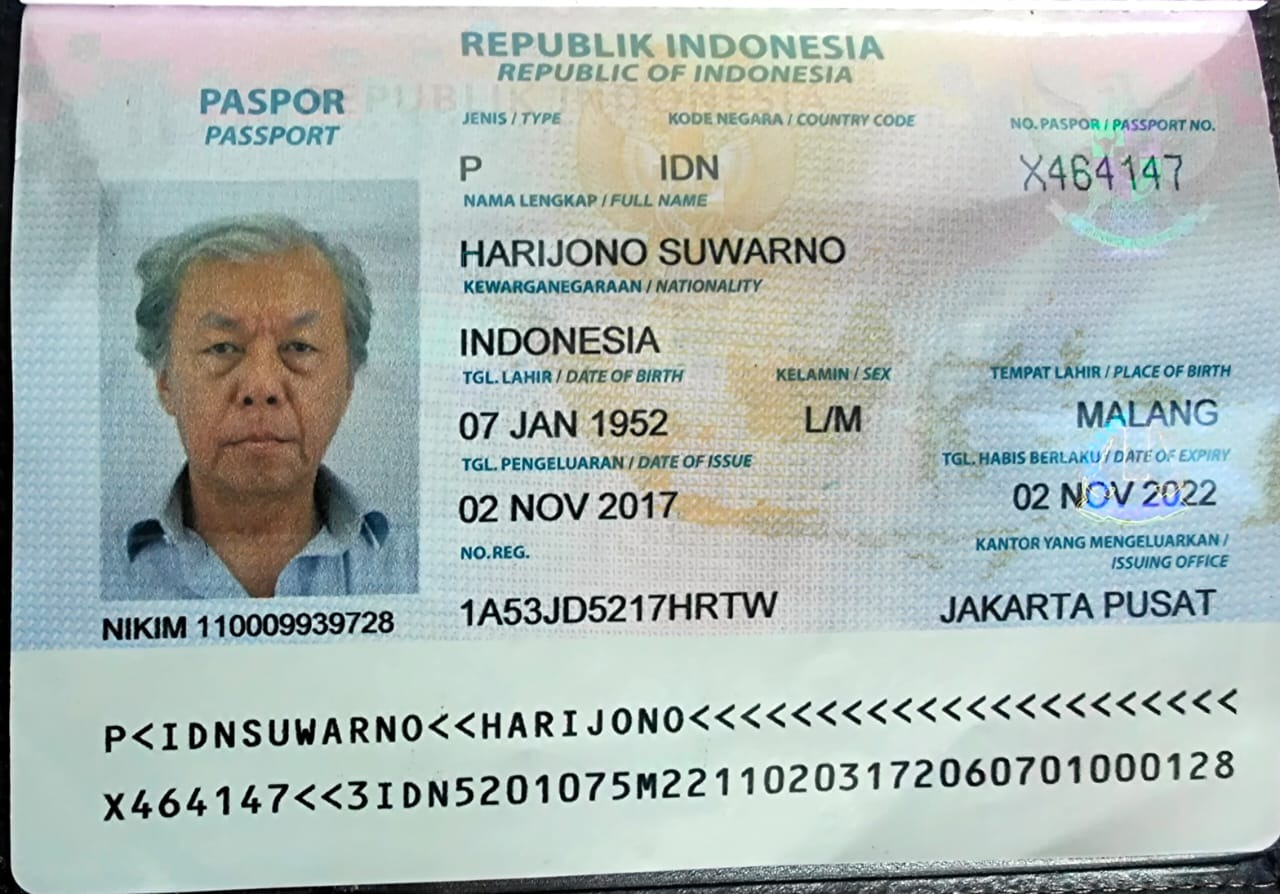 REPUBLIK INDONESIA
REPUBLIC OF INDONESIA
PASPOR
PASSPORT
JENIS / TYPE KODE NEGARA / COUNTRY CODE NO. PASPOR / PASSPORT NO.
P IDN X464147
NAMA LENGKAP / FULL NAME
HARIJONO SUWARNO
KEWARGANEGARAAN / NATIONALITY
INDONESIA
TGL. LAHIR / DATE OF BIRTH KELAMIN / SEX TEMPAT LAHIR / PLACE OF BIRTH
07 JAN 1952 L/M MALANG
TGL. PENGELUARAN / DATE OF ISSUE TGL. HABIS BERLAKU / DATE OF EXPIRY
02 NOV 2017 02 NOV 2022
NO. REG. KANTOR YANG MENGELUARKAN /
ISSUING OFFICE
1A53JD5217HRTW JAKARTA PUSAT
NIKIM 110009939728
P<IDNSUWARNO<<HARIJONO<<<<<<<<<<<<<<<<<<<<<<
X464147<<3IDN5201075M2211020317206070100128